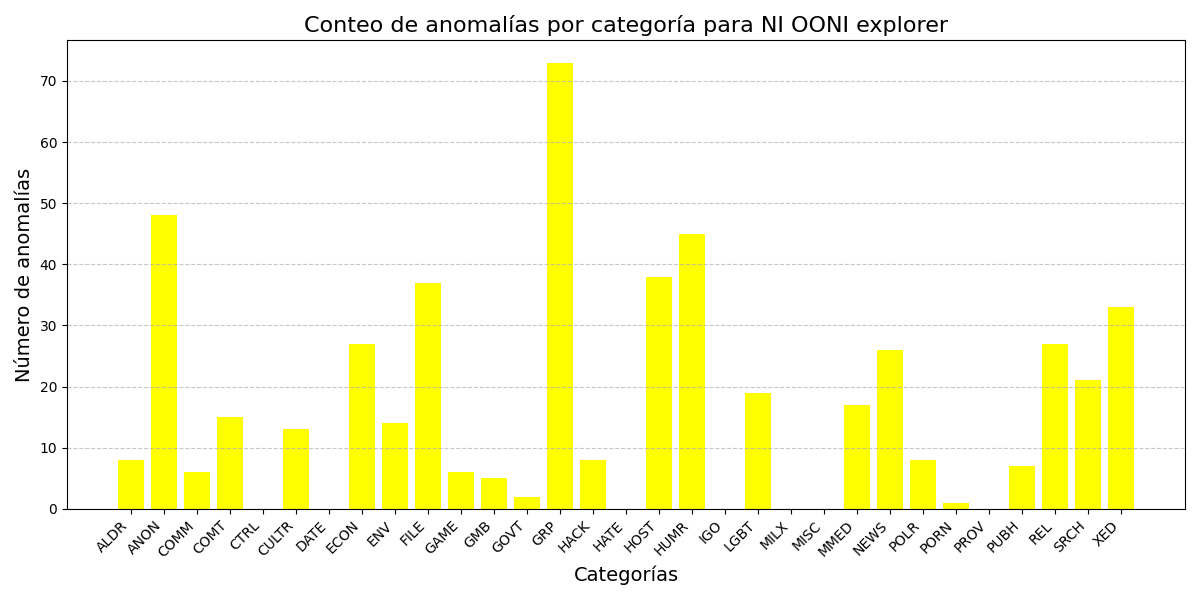 Conteo de anomalías por categoría para NI OONI explorer
Número de anomalías
70
60
50
40
30
20
10
0
ALDR
ANON
COMM
COMT
CTRL
CULTR
DATE
ECON
ENV
FILE
GAME
GMB
GOVT
GRP
HACK
HATE
HOST
HUMR
IGO
LGBT
MILX
MISC
MMED
NEWS
POLR
PORN
PROV
PUBH
REL
SRCH
XED
Categorías